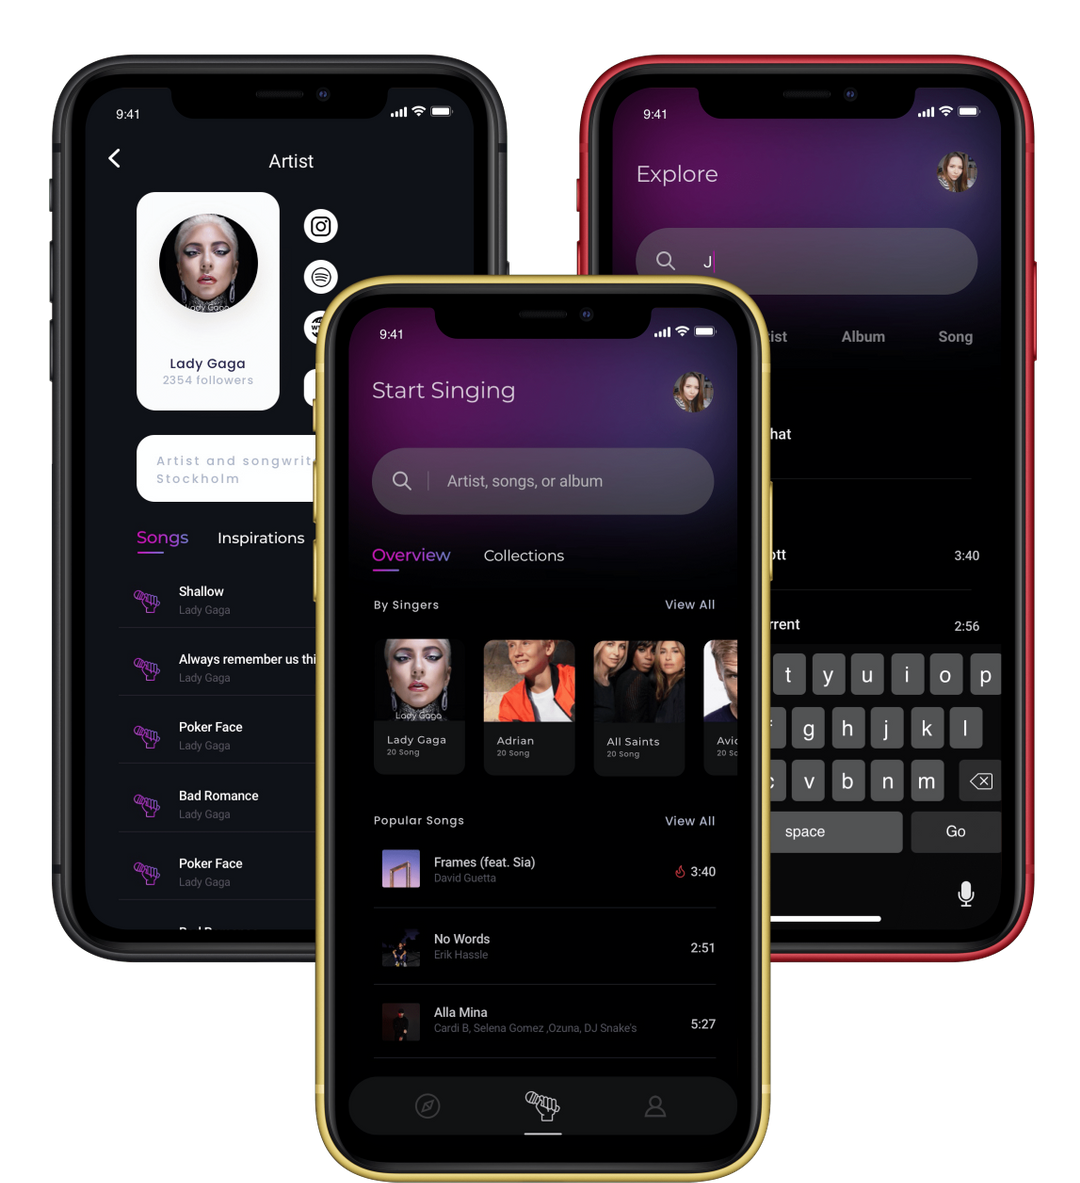 9:41
Artist
Lady Gaga
Lady Gaga
2354 followers
Artist and songwrit
Stockholm
Songs Inspirations
Shallow
Lady Gaga
Always remember us thi
Lady Gaga
Poker Face
Lady Gaga
Bad Romance
Lady Gaga
Poker Face
Lady Gaga
9:41
Start Singing
Artist, songs, or album
Overview Collections
By Singers View All
Lady Gaga
Lady Gaga
20 Song
Adrian
20 Song
All Saints
20 Song
Avic
20 So
Popular Songs View All
Frames (feat. Sia)
David Guetta
3:40
No Words
Erik Hassle
2:51
Alla Mina
Cardi B, Selena Gomez ,Ozuna, DJ Snake's
5:27
9:41
Explore
J
ist Album Song
hat
ott 3:40
rrent 2:56
t y u i o p
g h j k l
c v b n m
space Go